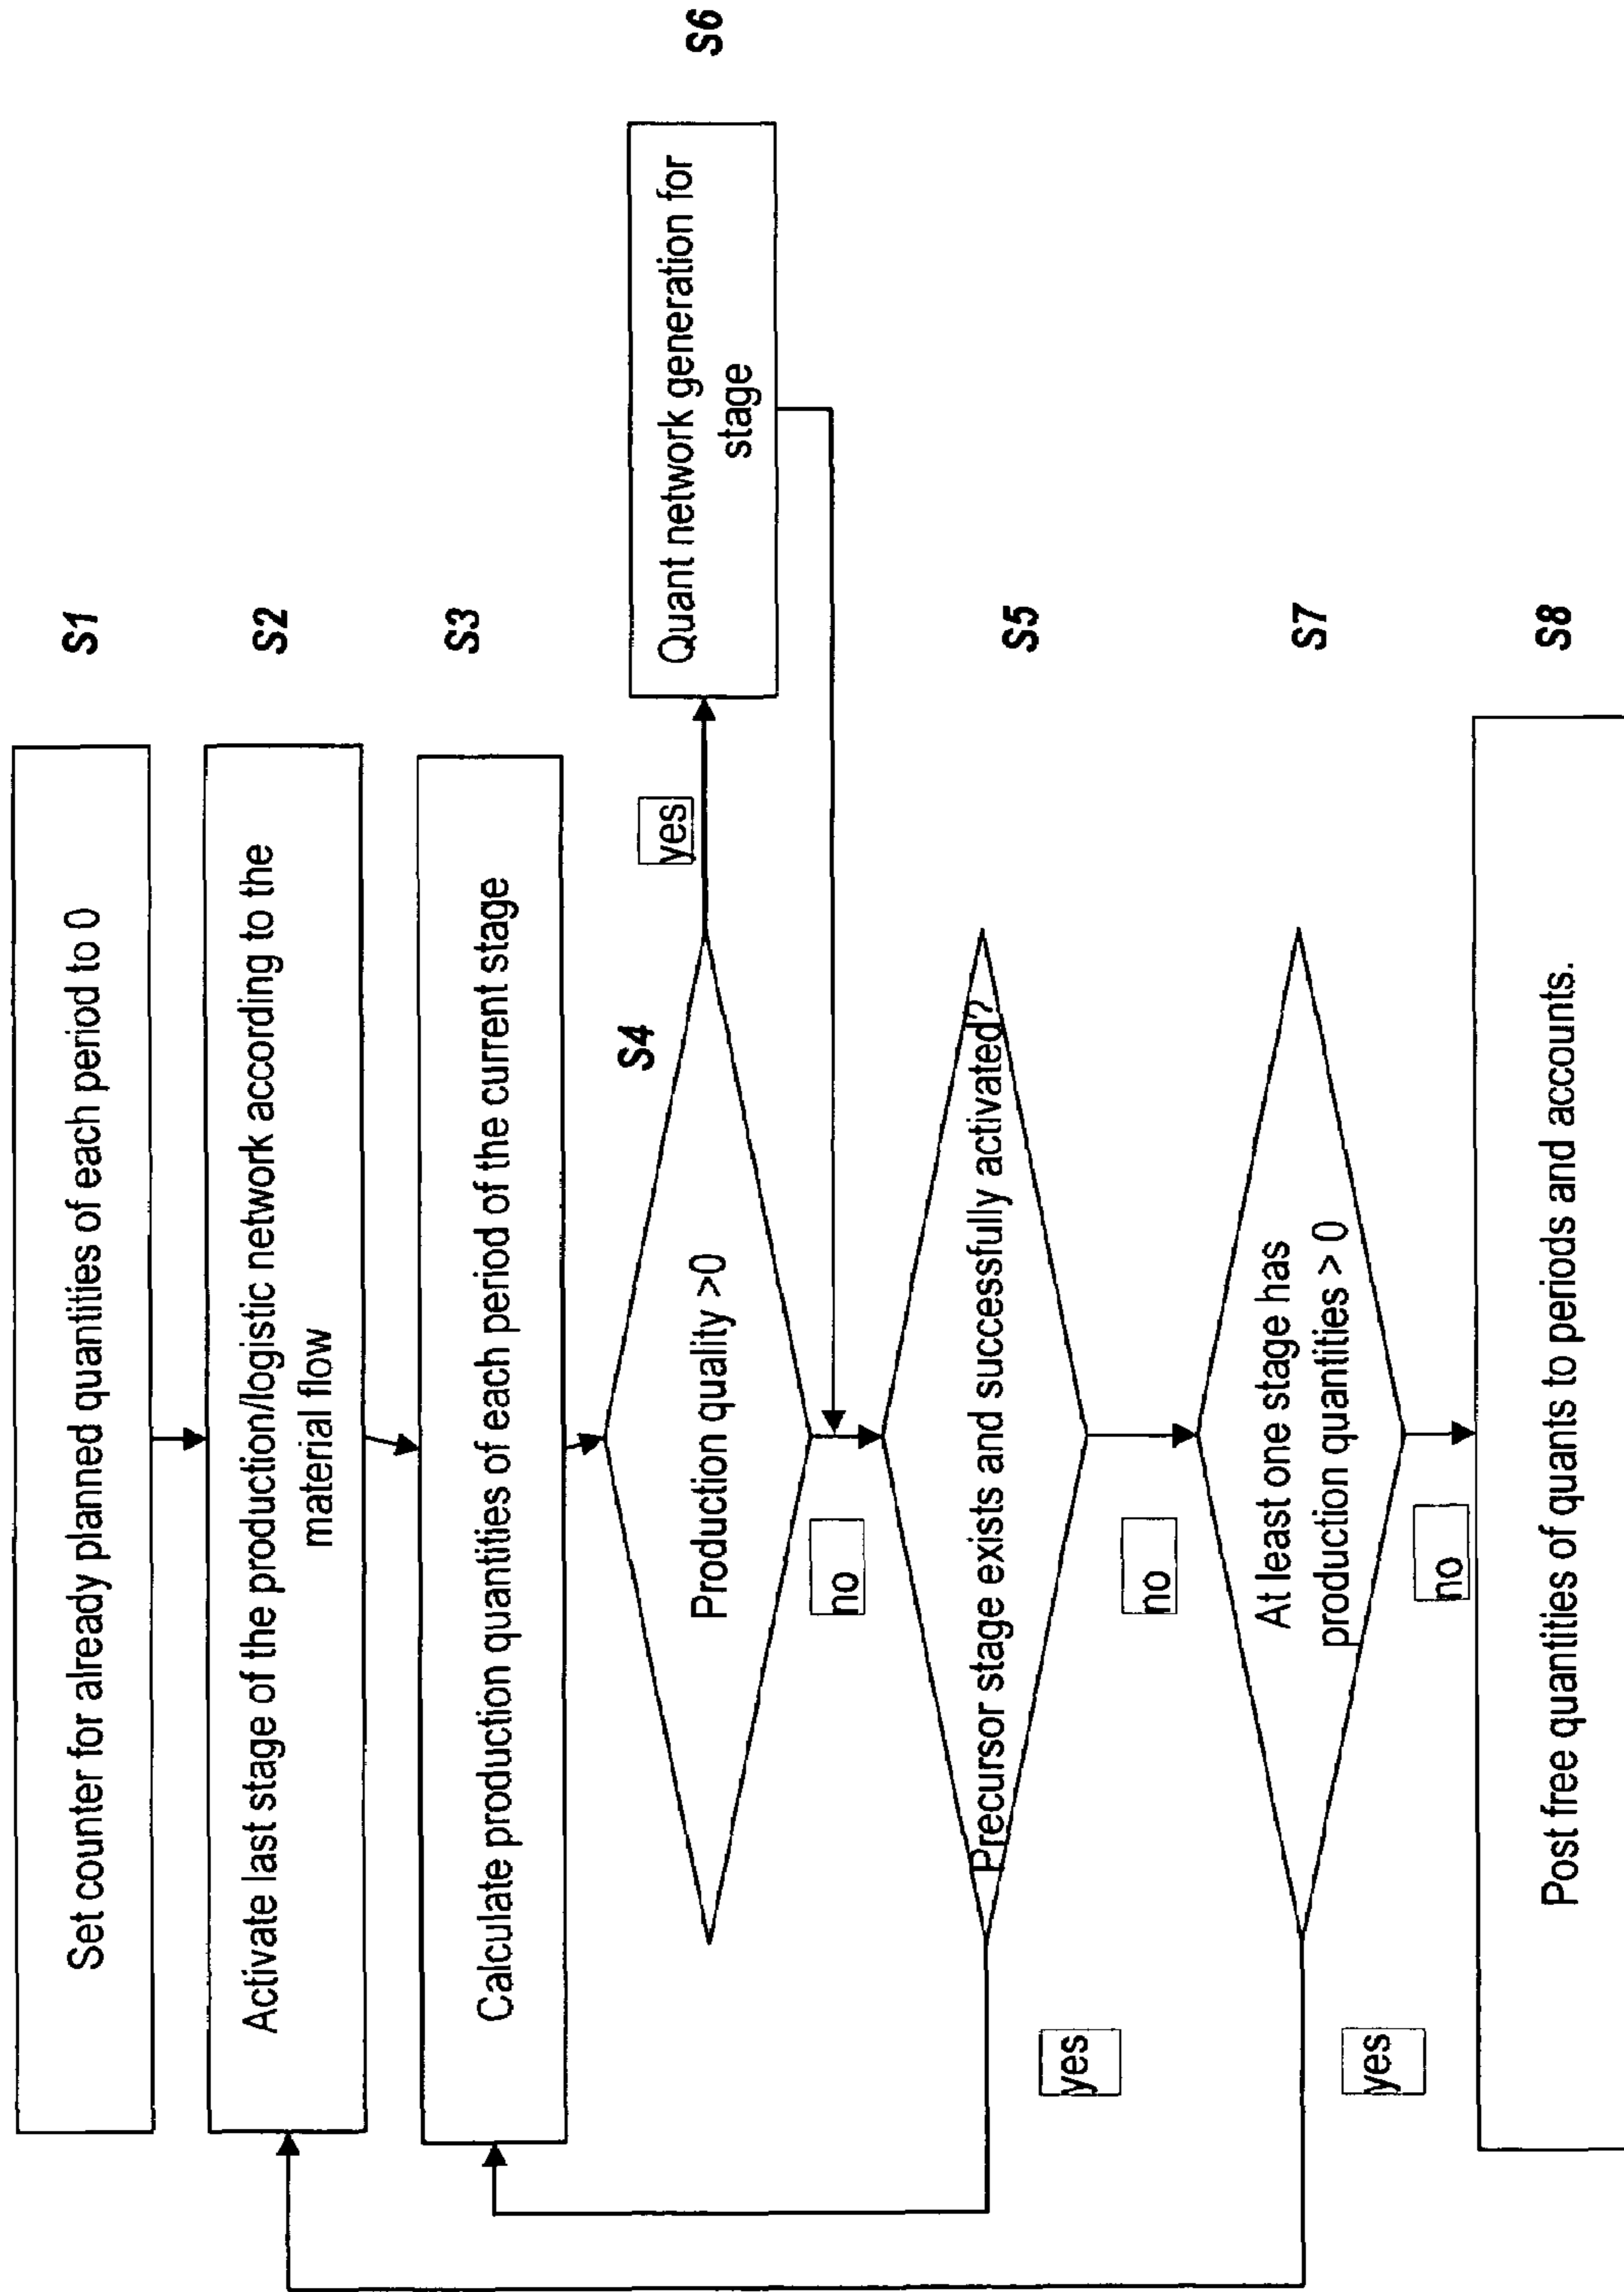 Set counter for already planned quantities of each period to 0
S1
Activate last stage of the production/logistic network according to the
material flow
S2
Calculate production quantities of each period of the current stage
S3
S4
Production quality >0
yes
Quant network generation for
stage
S6
no
Precursor stage exists and successfully activated?
S5
yes
no
At least one stage has
production quantities > 0
S7
yes
no
Post free quantities of quants to periods and accounts.
S8